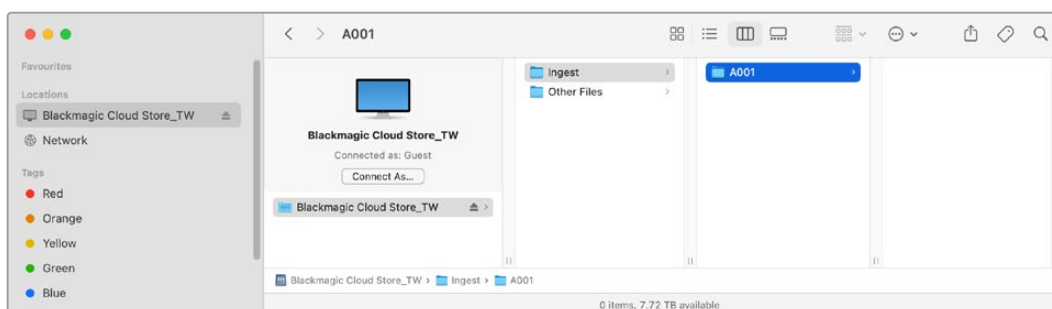 A001
Favourites
Locations
Blackmagic Cloud Store_TW
Network
Tags
Red
Orange
Yellow
Green
Blue
Blackmagic Cloud Store_TW
Connected as: Guest
Connect As...
Blackmagic Cloud Store_TW
Ingest
Other Files
A001
Blackmagic Cloud Store_TW › Ingest › A001
0 items, 7.72 TB available